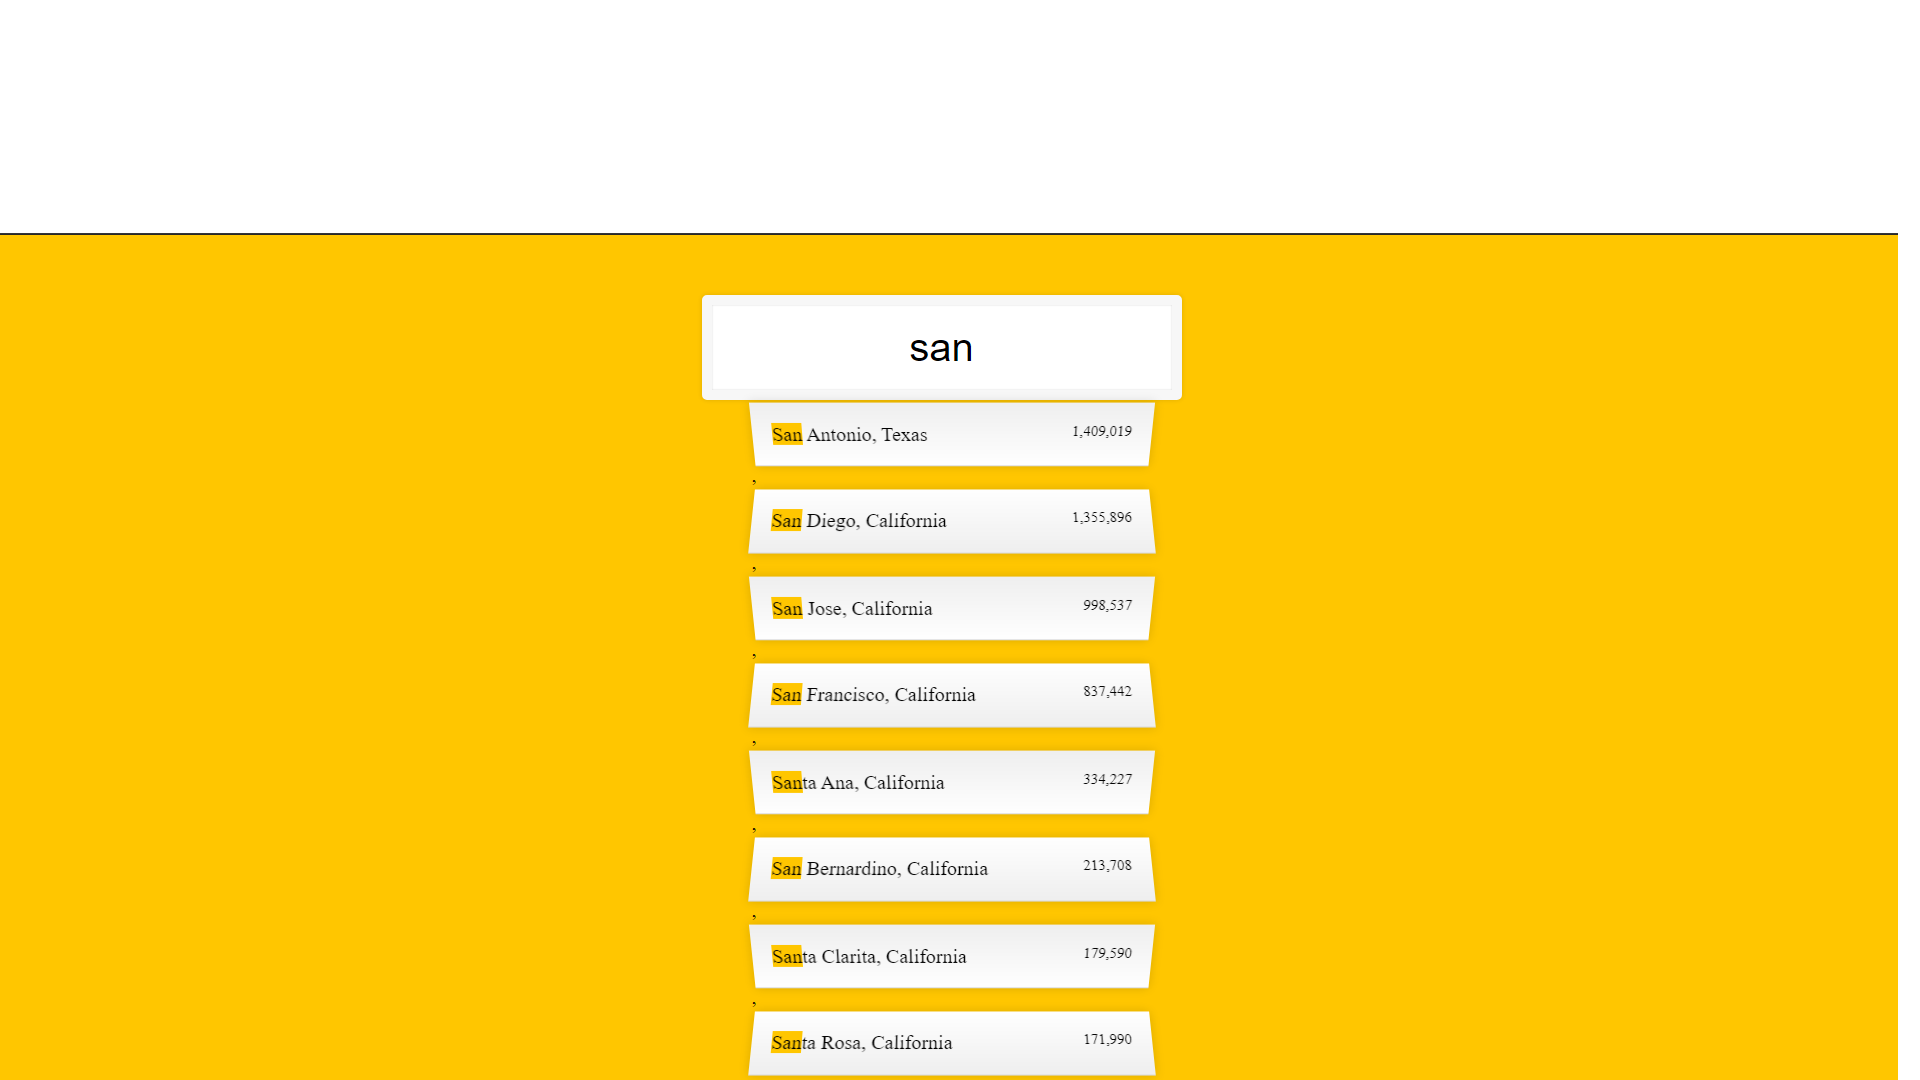 san
San Antonio, Texas 1,409,019
,
San Diego, California 1,355,896
,
San Jose, California 998,537
,
San Francisco, California 837,442
,
Santa Ana, California 334,227
,
San Bernardino, California 213,708
,
Santa Clarita, California 179,590
,
Santa Rosa, California 171,990